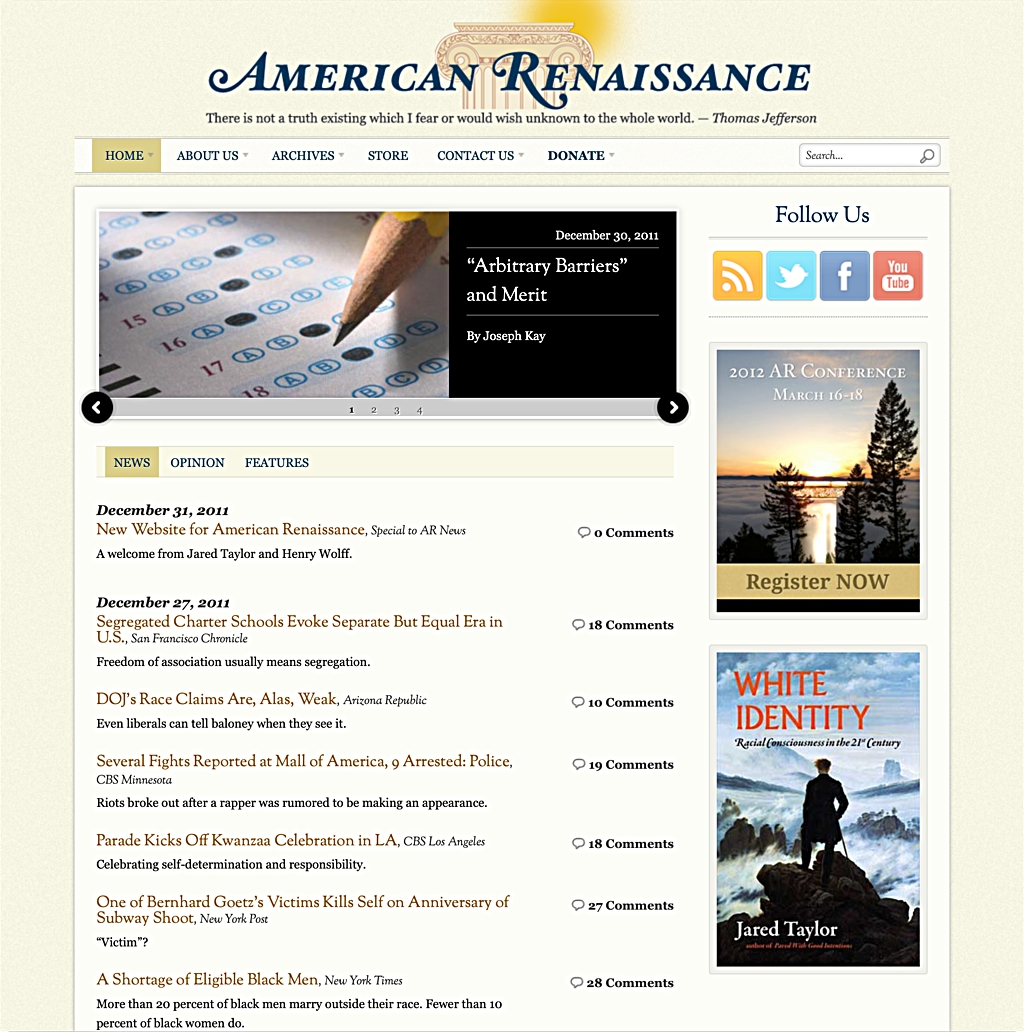 AMERICAN RENAISSANCE
There is not a truth existing which I fear or would wish unknown to the whole world. — Thomas Jefferson
HOME ABOUT US ARCHIVES STORE CONTACT US DONATE Search...
Follow Us
December 30, 2011
“Arbitrary Barriers”
and Merit
By Joseph Kay
15 A B
16 A B C D
17 A B C D
18 A B C D
1 2 3 4
You
Tube
2012 AR CONFERENCE
MARCH 16-18
Register NOW
NEWS OPINION FEATURES
December 31, 2011
New Website for American Renaissance, Special to AR News
0 Comments
A welcome from Jared Taylor and Henry Wolff.
December 27, 2011
Segregated Charter Schools Evoke Separate But Equal Era in
U.S., San Francisco Chronicle
18 Comments
Freedom of association usually means segregation.
DOJ’s Race Claims Are, Alas, Weak, Arizona Republic
10 Comments
Even liberals can tell baloney when they see it.
Several Fights Reported at Mall of America, 9 Arrested: Police,
CBS Minnesota
19 Comments
Riots broke out after a rapper was rumored to be making an appearance.
Parade Kicks Off Kwanzaa Celebration in LA, CBS Los Angeles
18 Comments
Celebrating self-determination and responsibility.
One of Bernhard Goetz’s Victims Kills Self on Anniversary of
Subway Shoot, New York Post
27 Comments
“Victim”?
A Shortage of Eligible Black Men, New York Times
28 Comments
More than 20 percent of black men marry outside their race. Fewer than 10
percent of black women do.
WHITE
IDENTITY
Racial Consciousness in the 21st Century
Jared Taylor
author of Paved With Good Intentions